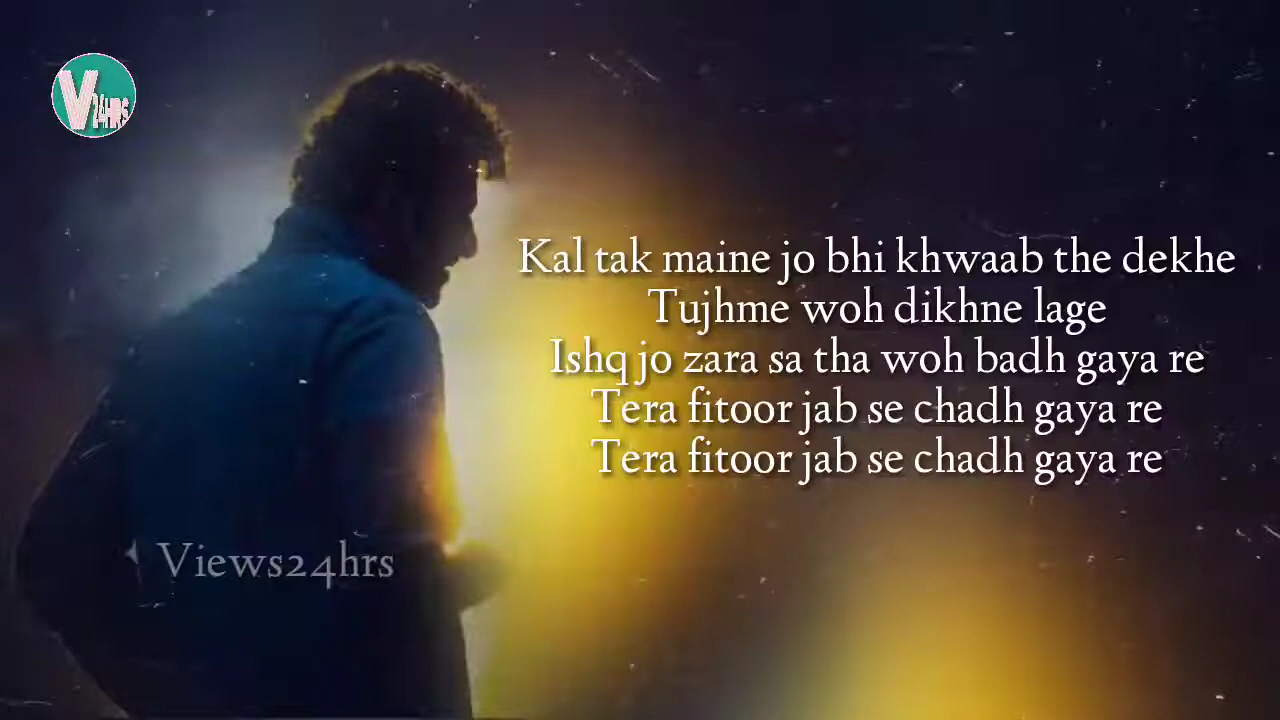 V24HRS
Kal tak maine jo bhi khwaab the dekhe
Tujhme woh dikhne lage
Ishq jo zara sa tha woh badh gaya re
Tera fitoor jab se chadh gaya re
Tera fitoor jab se chadh gaya re
Views24hrs